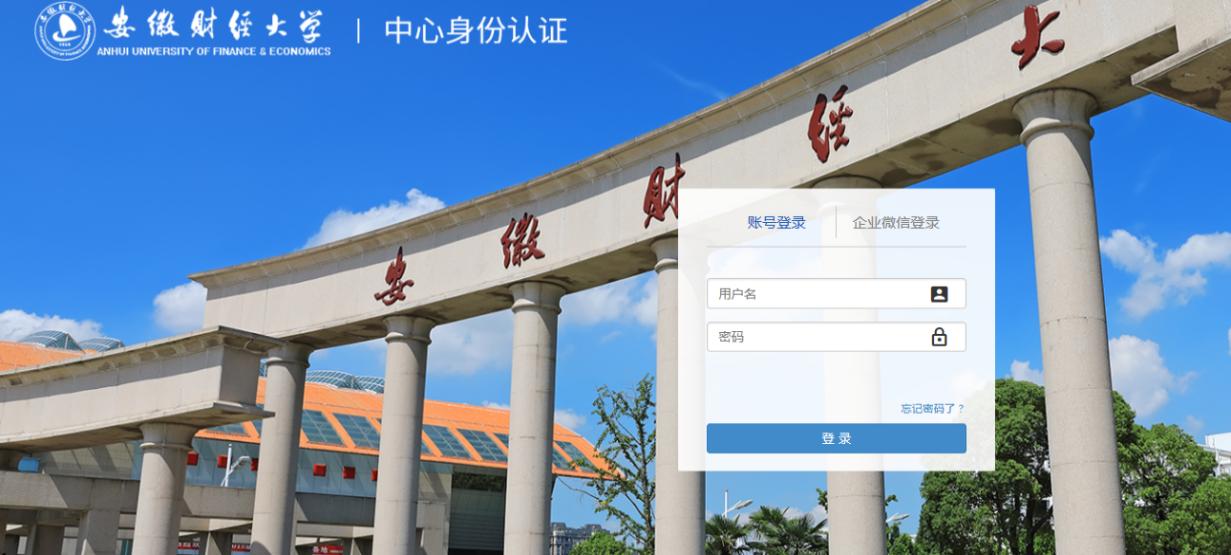 安徽财经大学
ANHUI UNIVERSITY OF FINANCE & ECONOMICS
中心身份认证
安徽财经大
账号登录
企业微信登录
用户名
密码
忘记密码了？
登 录